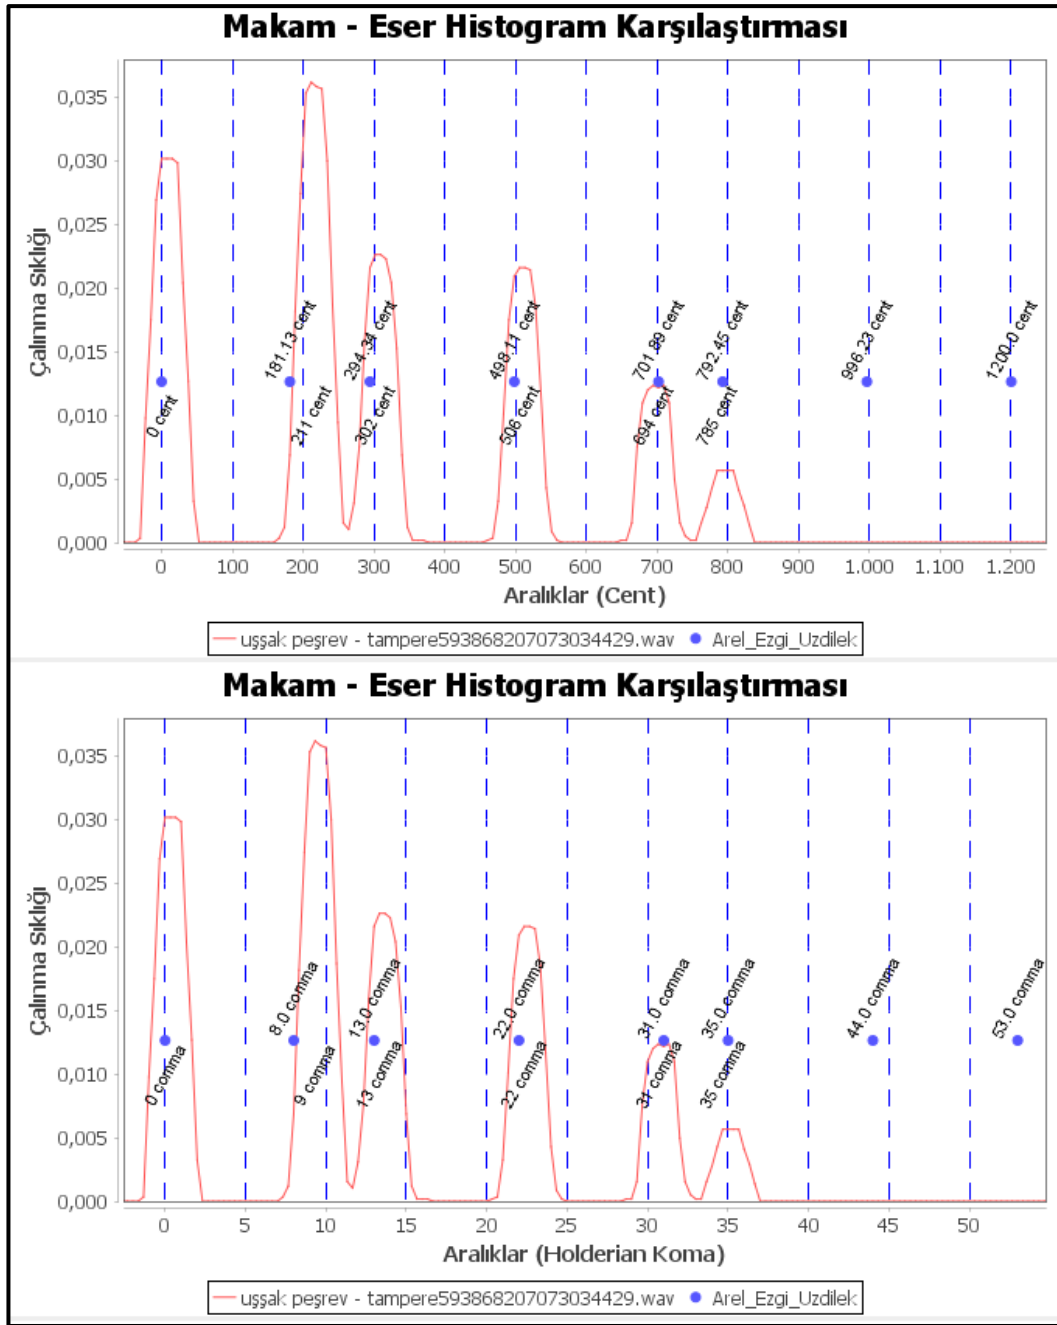 Makam - Eser Histogram Karşılaştırması
Çalınma Sıklığı
0,035
0,030
0,025
0,020
0,015
0,010
0,005
0,000
181.13 cent
294.34 cent
498.11 cent
701.89 cent
792.45 cent
996.23 cent
1200.0 cent
0 cent
211 cent
302 cent
506 cent
694 cent
785 cent
0 100 200 300 400 500 600 700 800 900 1.000 1.100 1.200
Aralıklar (Cent)
uşşak peşrev - tampere593868207073034429.wav Arel_Ezgi_Uzdilek
Makam - Eser Histogram Karşılaştırması
Çalınma Sıklığı
0,035
0,030
0,025
0,020
0,015
0,010
0,005
0,000
8.0 comma
13.0 comma
22.0 comma
31.0 comma
35.0 comma
44.0 comma
53.0 comma
0 comma
9 comma
13 comma
22 comma
31 comma
35 comma
0 5 10 15 20 25 30 35 40 45 50
Aralıklar (Holderian Koma)
uşşak peşrev - tampere593868207073034429.wav Arel_Ezgi_Uzdilek